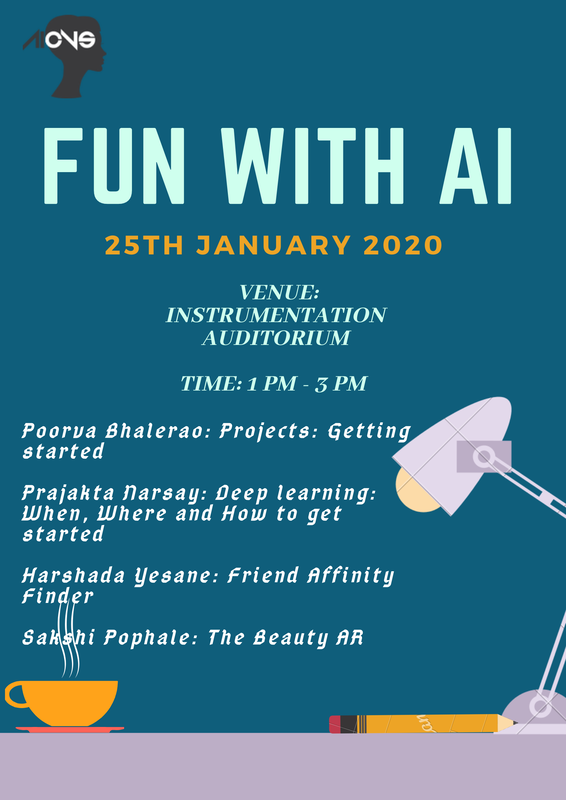 AICVS
FUN WITH AI
25TH JANUARY 2020
VENUE:
INSTRUMENTATION
AUDITORIUM
TIME: 1 PM - 3 PM
Poorva Bhalerao: Projects: Getting
started
Prajakta Narsay: Deep learning:
When, Where and How to get
started
Harshada Yesane: Friend Affinity
Finder
Sakshi Pophale: The Beauty AR